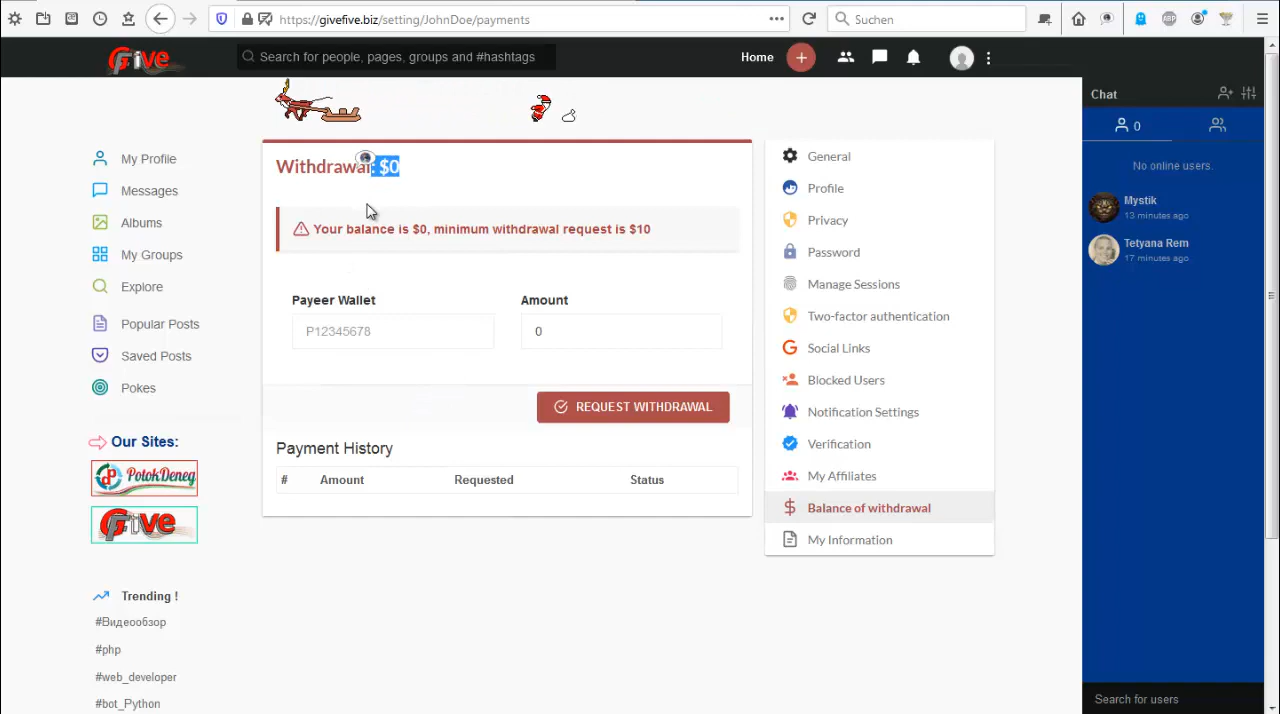 https://givefive.biz/setting/JohnDoe/payments
Suchen
Give
Search for people, pages, groups and #hashtags
Home
Chat
0
No online users.
Mystik
13 minutes ago
Tetyana Rem
17 minutes ago
Search for users
My Profile
Messages
Albums
My Groups
Explore
Popular Posts
Saved Posts
Pokes
Our Sites:
PotokDeneg
Give
Trending !
#Видеообзор
#php
#web_developer
#bot_Python
Withdrawal: $0
Your balance is $0, minimum withdrawal request is $10
Payeer Wallet
Amount
P12345678
0
REQUEST WITHDRAWAL
Payment History
# Amount Requested Status
General
Profile
Privacy
Password
Manage Sessions
Two-factor authentication
Social Links
Blocked Users
Notification Settings
Verification
My Affiliates
Balance of withdrawal
My Information